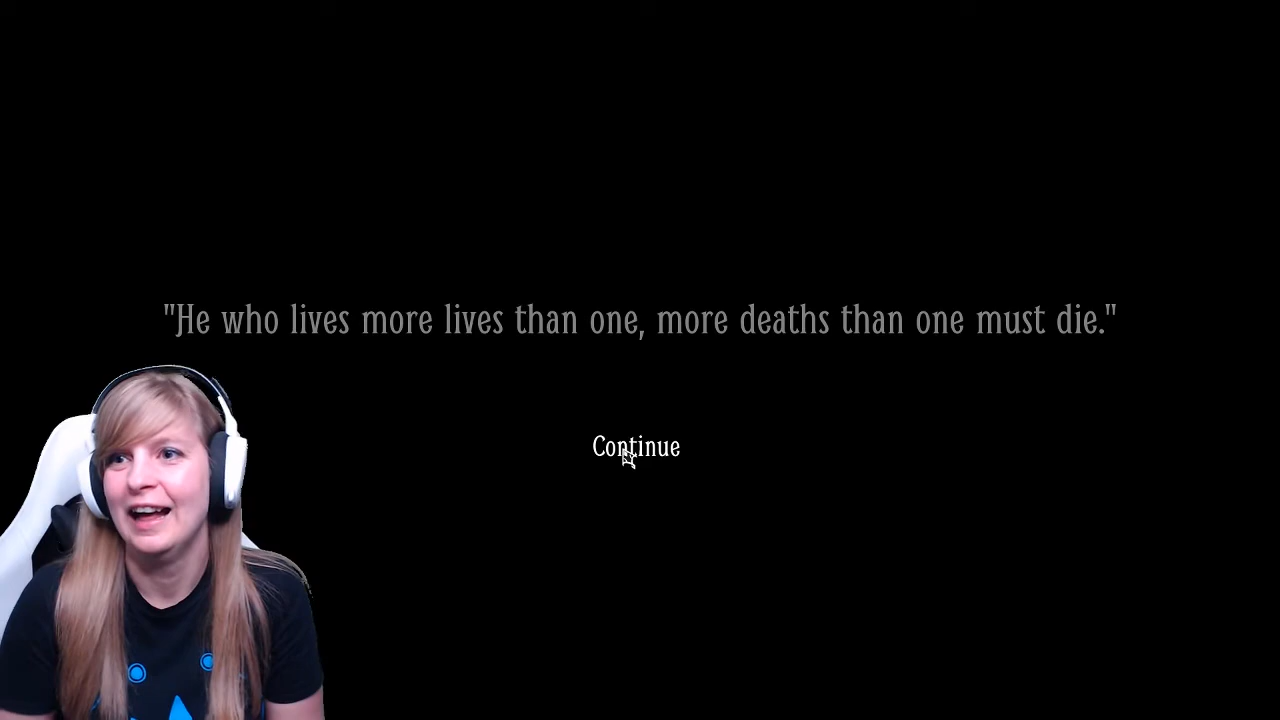 "He who lives more lives than one, more deaths than one must die."
Continue